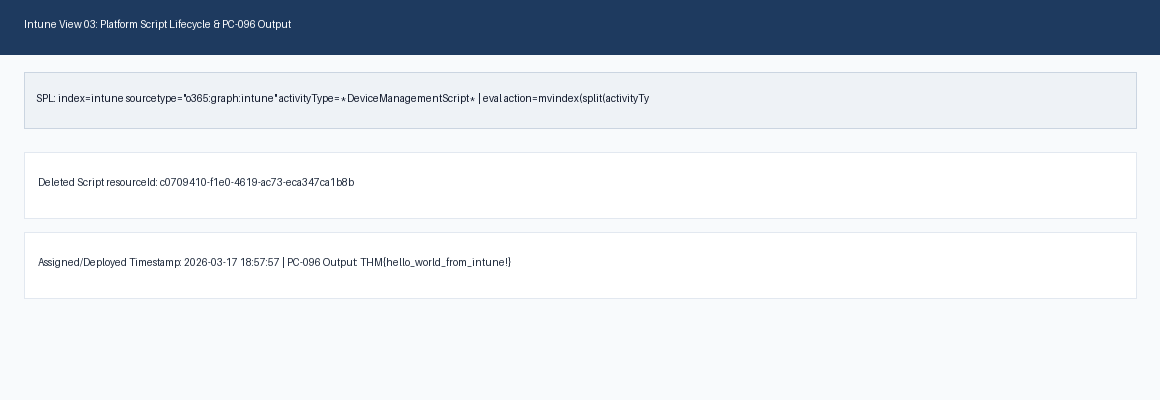 Intune View 03: Platform Script Lifecycle & PC-096 Output
SPL: index=intune sourcetype="o365:graph:intune" activityType=*DeviceManagementScript* | eval action=mvindex(split(activityTy
Deleted Script resourceId: c0709410-f1e0-4619-ac73-eca347ca1b8b
Assigned/Deployed Timestamp: 2026-03-17 18:57:57 | PC-096 Output: THM{hello_world_from_intune!}